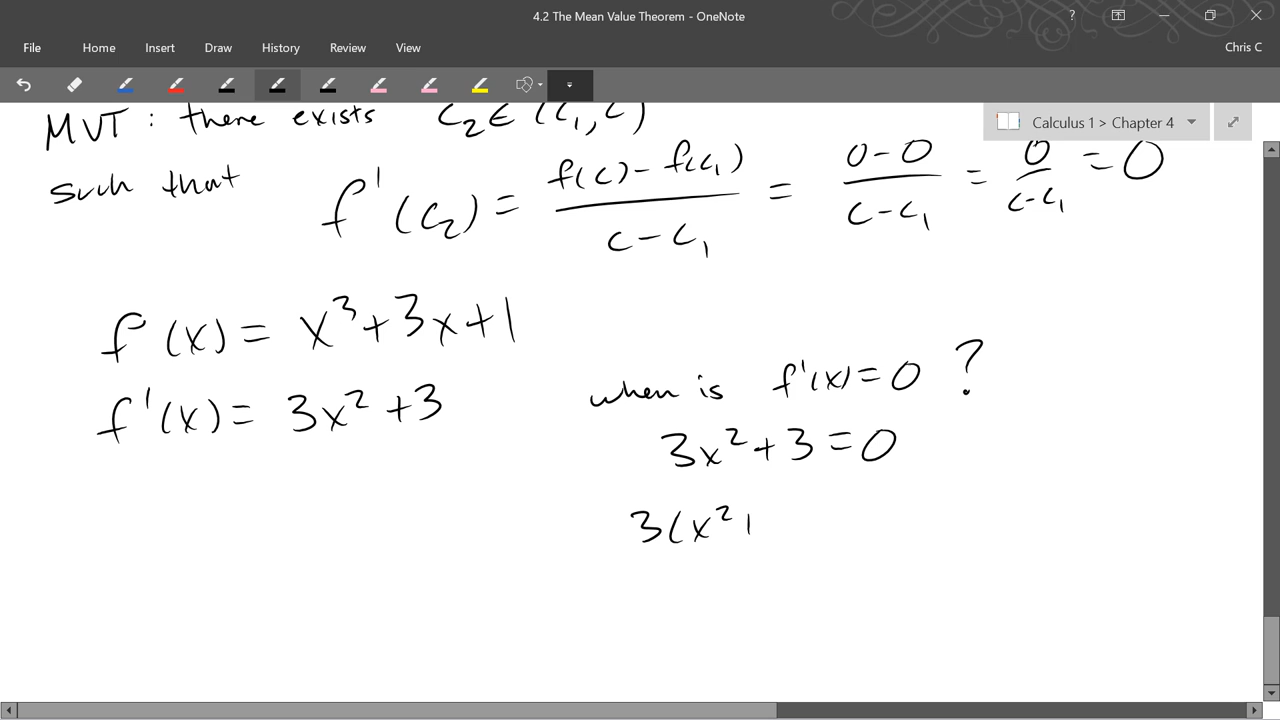 4.2 The Mean Value Theorem - OneNote
File Home Insert Draw History Review View Chris C
Calculus 1 > Chapter 4
MVT : there exists c₂ ∈ (c₁, c)
such that f'(c₂) = f(c) - f(c₁) / c - c₁ = 0 - 0 / c - c₁ = 0 / c - c₁ = 0
f(x) = x³ + 3x + 1
f'(x) = 3x² + 3
when is f'(x) = 0 ?
3x² + 3 = 0
3(x²